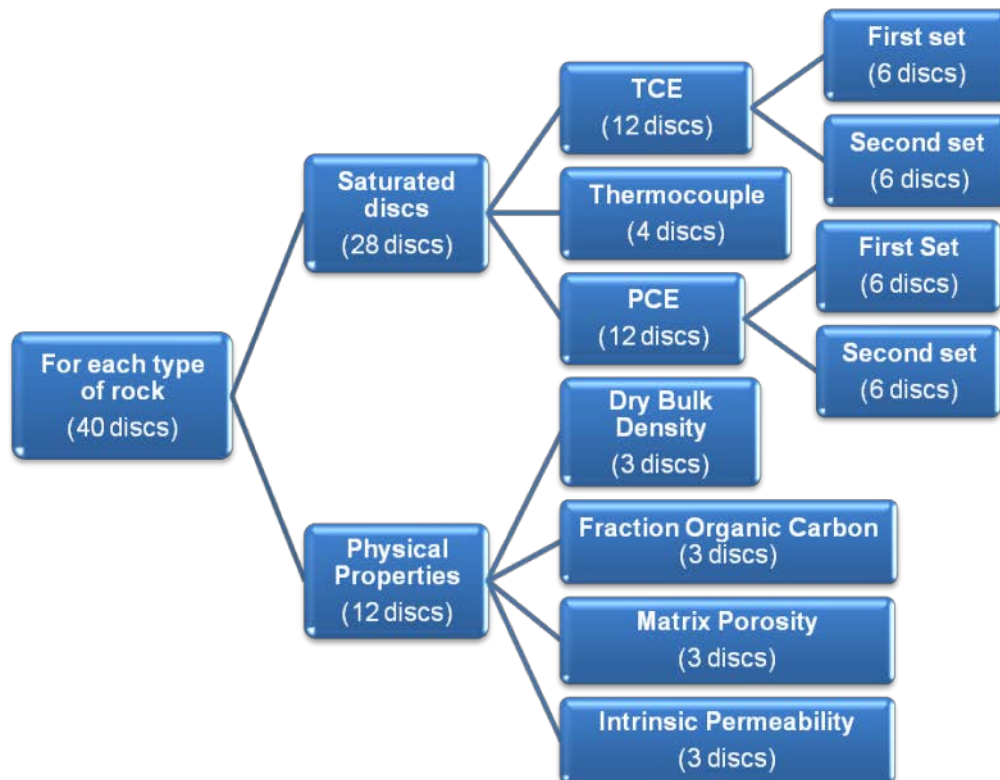 For each type
of rock
(40 discs)
Saturated
discs
(28 discs)
TCE
(12 discs)
First set
(6 discs)
Second set
(6 discs)
Thermocouple
(4 discs)
PCE
(12 discs)
First Set
(6 discs)
Second set
(6 discs)
Physical
Properties
(12 discs)
Dry Bulk
Density
(3 discs)
Fraction Organic Carbon
(3 discs)
Matrix Porosity
(3 discs)
Intrinsic Permeability
(3 discs)